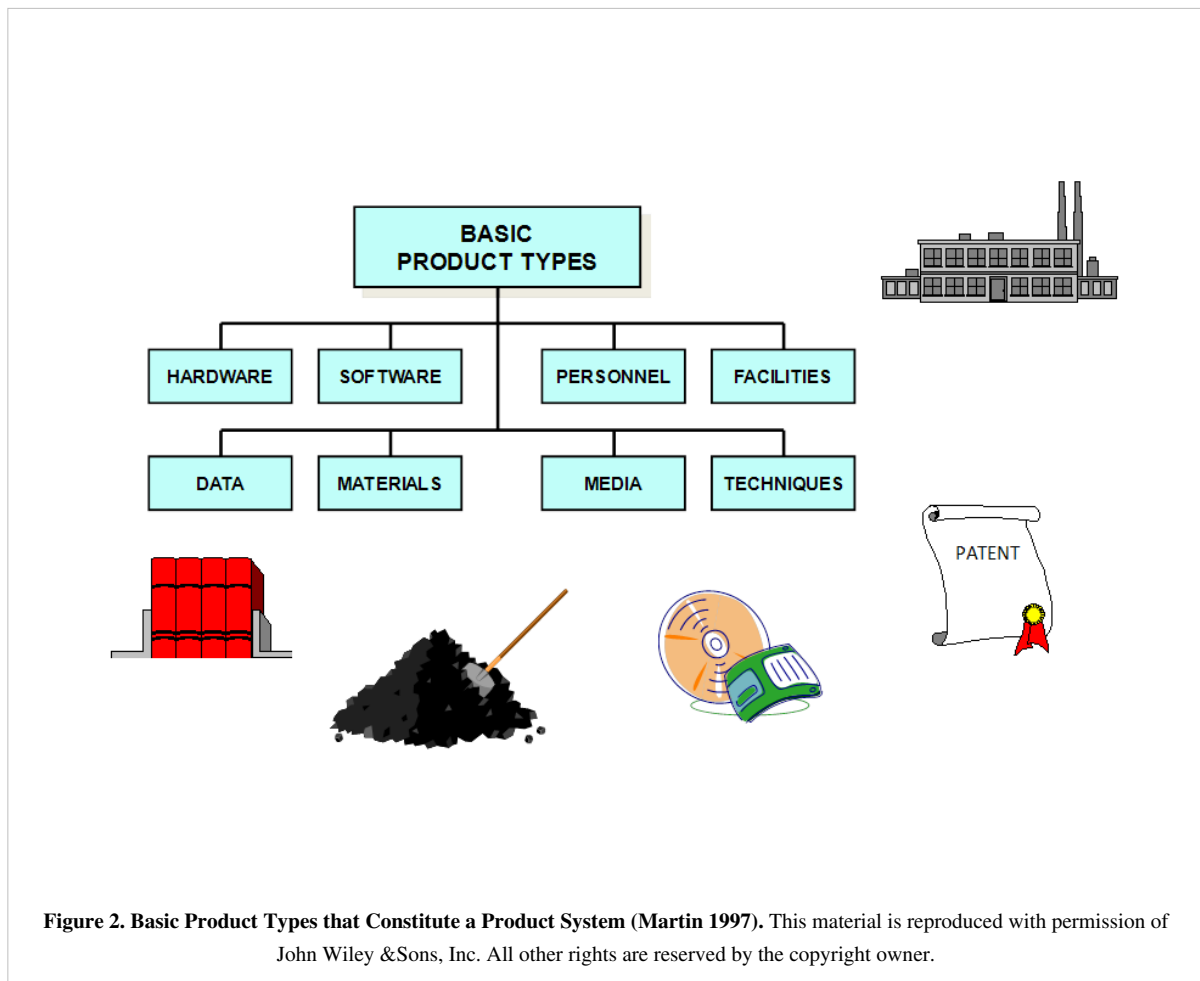 BASIC
PRODUCT TYPES
HARDWARE
SOFTWARE
PERSONNEL
FACILITIES
DATA
MATERIALS
MEDIA
TECHNIQUES
PATENT
Figure 2. Basic Product Types that Constitute a Product System (Martin 1997). This material is reproduced with permission of
John Wiley &Sons, Inc. All other rights are reserved by the copyright owner.